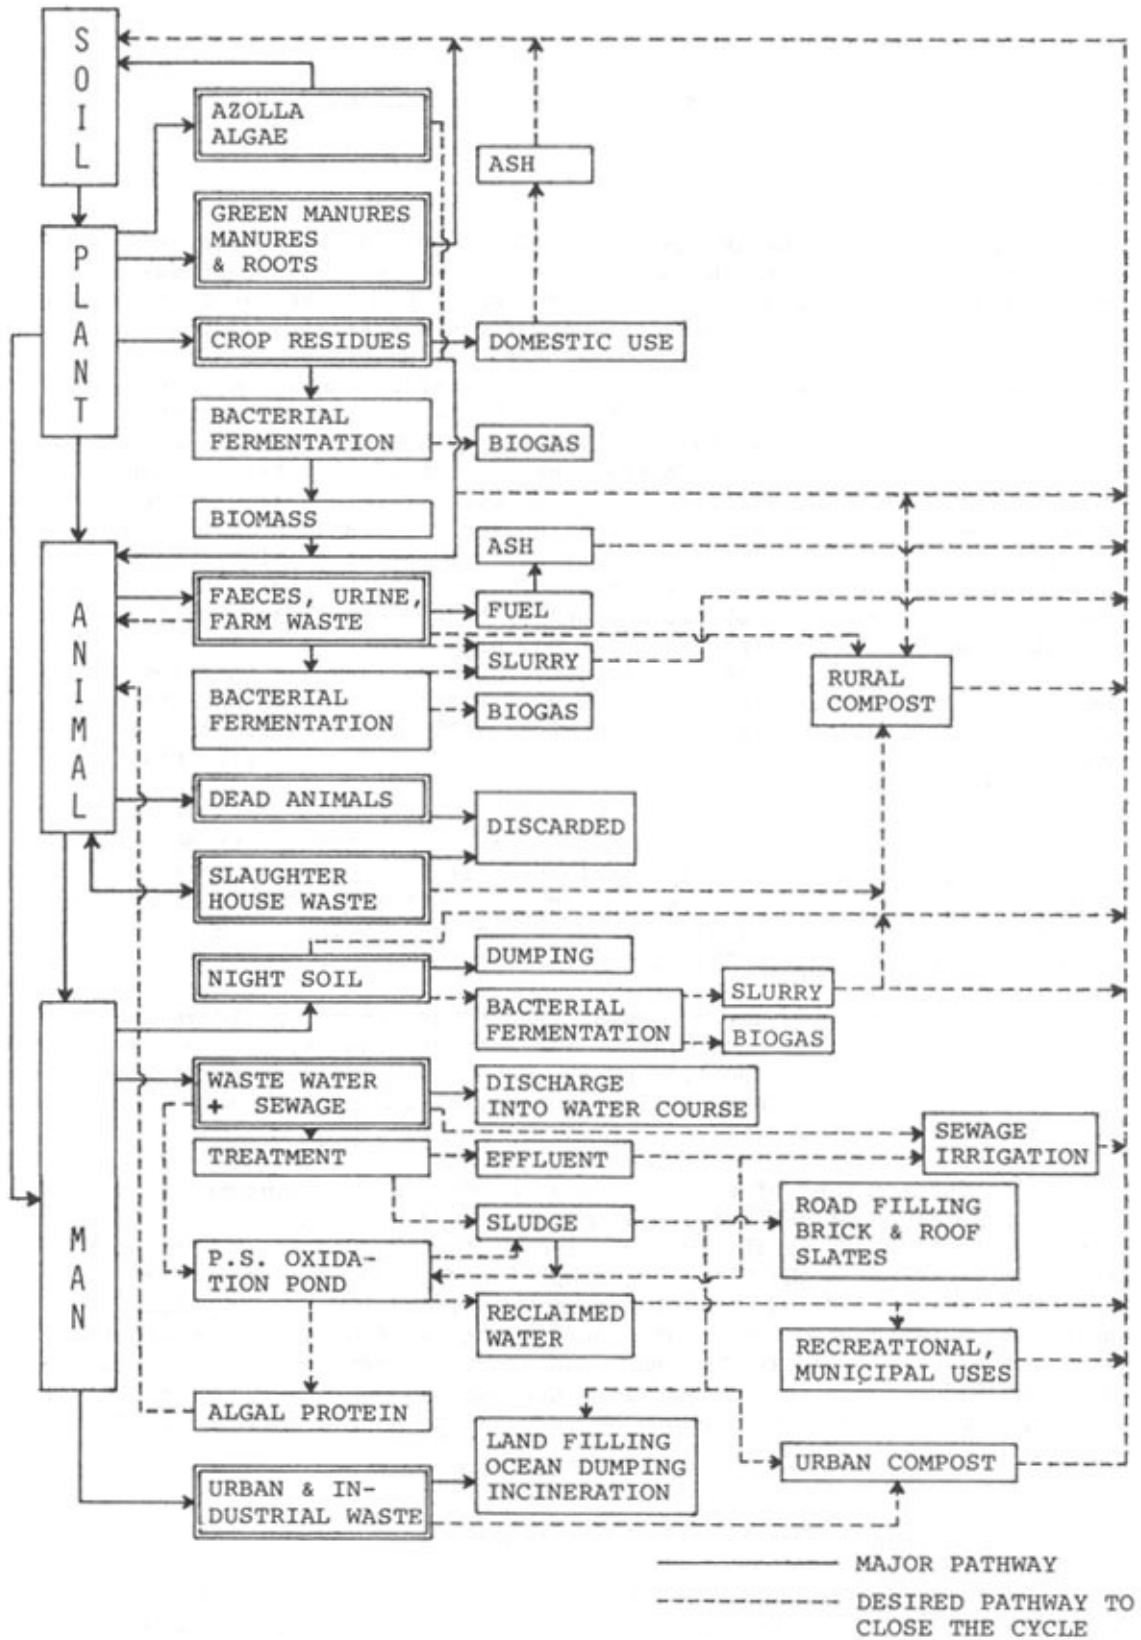 SOIL
AZOLLA
ALGAE
ASH
GREEN MANURES
MANURES
& ROOTS
PLANT
CROP RESIDUES
DOMESTIC USE
BACTERIAL
FERMENTATION
BIOGAS
BIOMASS
ASH
ANIMAL
FAECES, URINE,
FARM WASTE
FUEL
SLURRY
RURAL
COMPOST
BACTERIAL
FERMENTATION
BIOGAS
DEAD ANIMALS
DISCARDED
SLAUGHTER
HOUSE WASTE
NIGHT SOIL
DUMPING
BACTERIAL
FERMENTATION
SLURRY
BIOGAS
MAN
WASTE WATER
+ SEWAGE
DISCHARGE
INTO WATER COURSE
TREATMENT
EFFLUENT
SEWAGE
IRRIGATION
SLUDGE
ROAD FILLING
BRICK & ROOF
SLATES
P.S. OXIDA-
TION POND
RECLAIMED
WATER
RECREATIONAL,
MUNICIPAL USES
ALGAL PROTEIN
LAND FILLING
OCEAN DUMPING
INCINERATION
URBAN COMPOST
URBAN & IN-
DUSTRIAL WASTE
MAJOR PATHWAY
DESIRED PATHWAY TO
CLOSE THE CYCLE